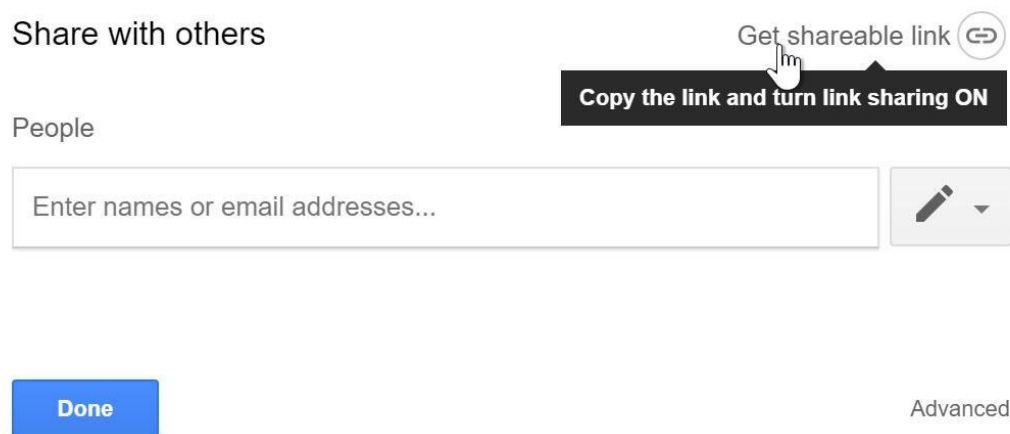 Share with others
Get shareable link
Copy the link and turn link sharing ON
People
Enter names or email addresses...
Done
Advanced